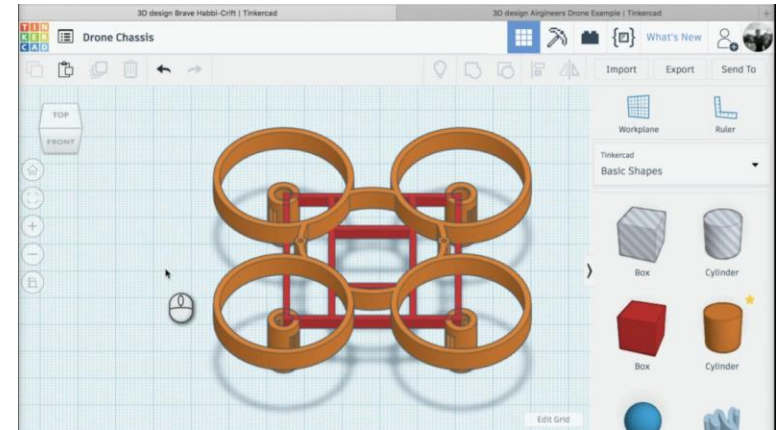 3D design Brave Habbi-Crift | Tinkercad
3D design Airgineers Drone Example | Tinkercad
TIN
KER
CAD
Drone Chassis
What's New
Import
Export
Send To
TOP
FRONT
Workplane
Ruler
Tinkercad
Basic Shapes
Box
Cylinder
Box
Cylinder
Edit Grid